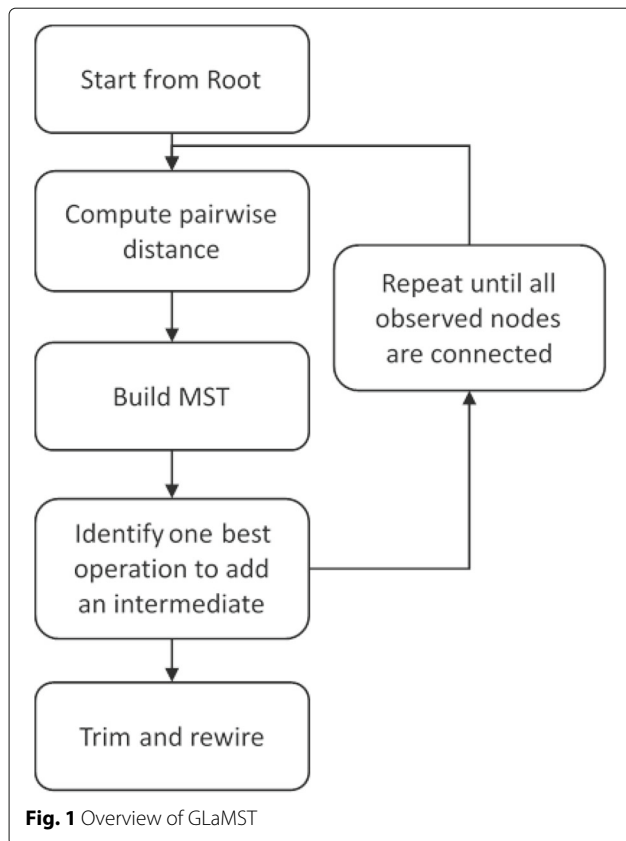 Start from Root
Compute pairwise
distance
Repeat until all
observed nodes
are connected
Build MST
Identify one best
operation to add
an intermediate
Trim and rewire
Fig. 1 Overview of GLaMST